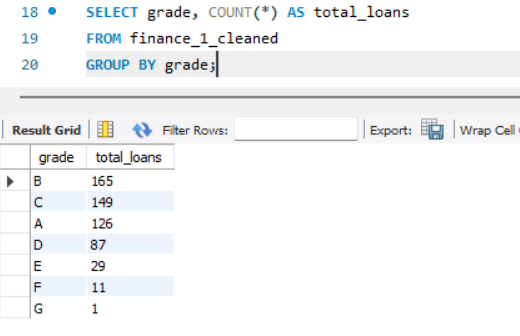 18 SELECT grade, COUNT(*) AS total_loans
19 FROM finance_1_cleaned
20 GROUP BY grade;
Result Grid Filter Rows: Export: Wrap Cell
grade total_loans
B 165
C 149
A 126
D 87
E 29
F 11
G 1